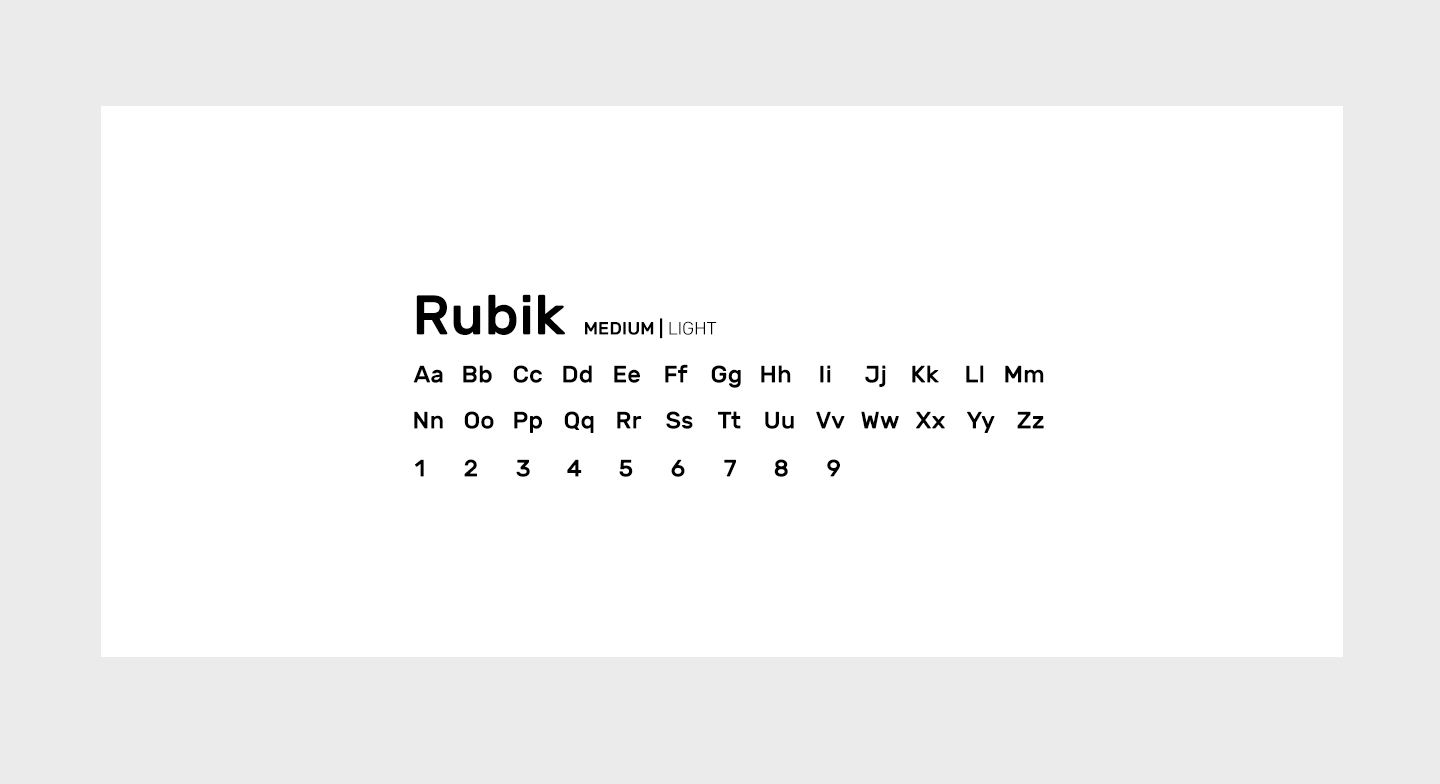 Rubik MEDIUM | LIGHT
Aa Bb Cc Dd Ee Ff Gg Hh Ii Jj Kk Ll Mm
Nn Oo Pp Qq Rr Ss Tt Uu Vv Ww Xx Yy Zz
1 2 3 4 5 6 7 8 9